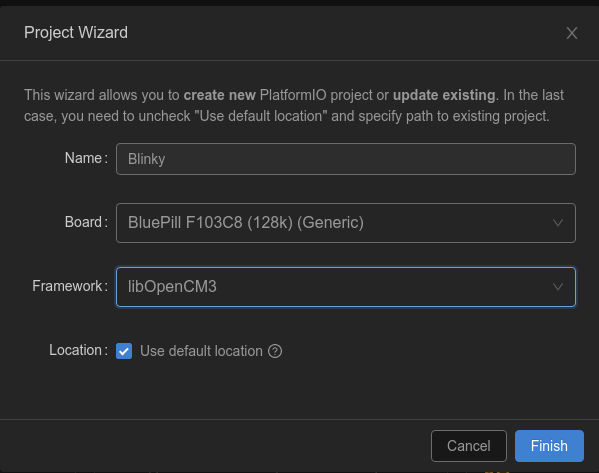 Project Wizard
This wizard allows you to create new PlatformIO project or update existing. In the last
case, you need to uncheck "Use default location" and specify path to existing project.
Name: Blinky
Board: BluePill F103C8 (128k) (Generic)
Framework: libOpenCM3
Location: Use default location
Cancel Finish